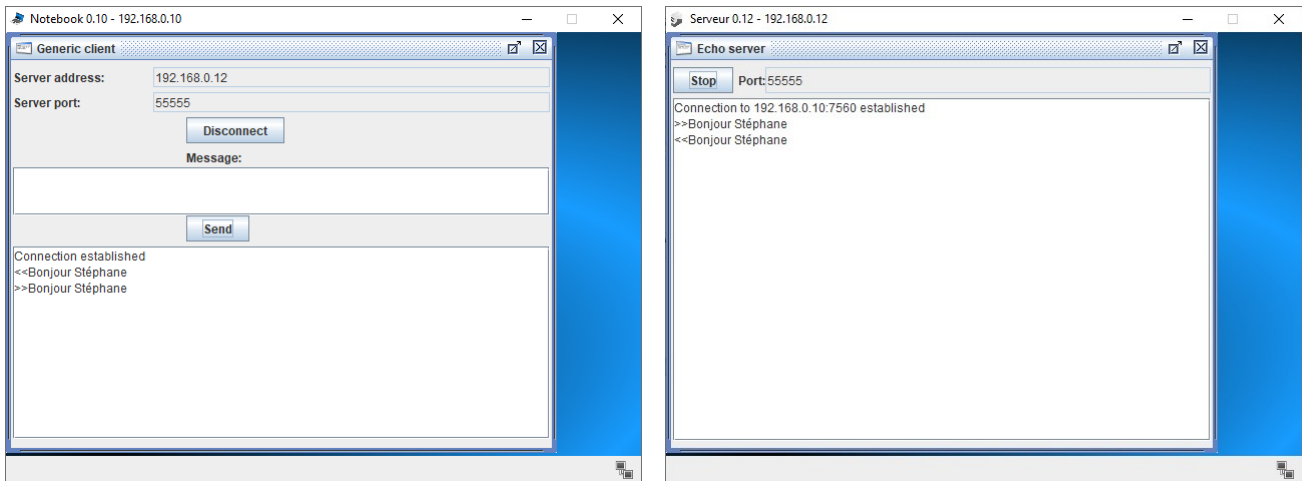 Notebook 0.10 - 192.168.0.10
Generic client
Server address: 192.168.0.12
Server port: 55555
Disconnect
Message:
Send
Connection established
<<Bonjour Stéphane
>>Bonjour Stéphane
Serveur 0.12 - 192.168.0.12
Echo server
Stop Port: 55555
Connection to 192.168.0.10:7560 established
>>Bonjour Stéphane
<<Bonjour Stéphane